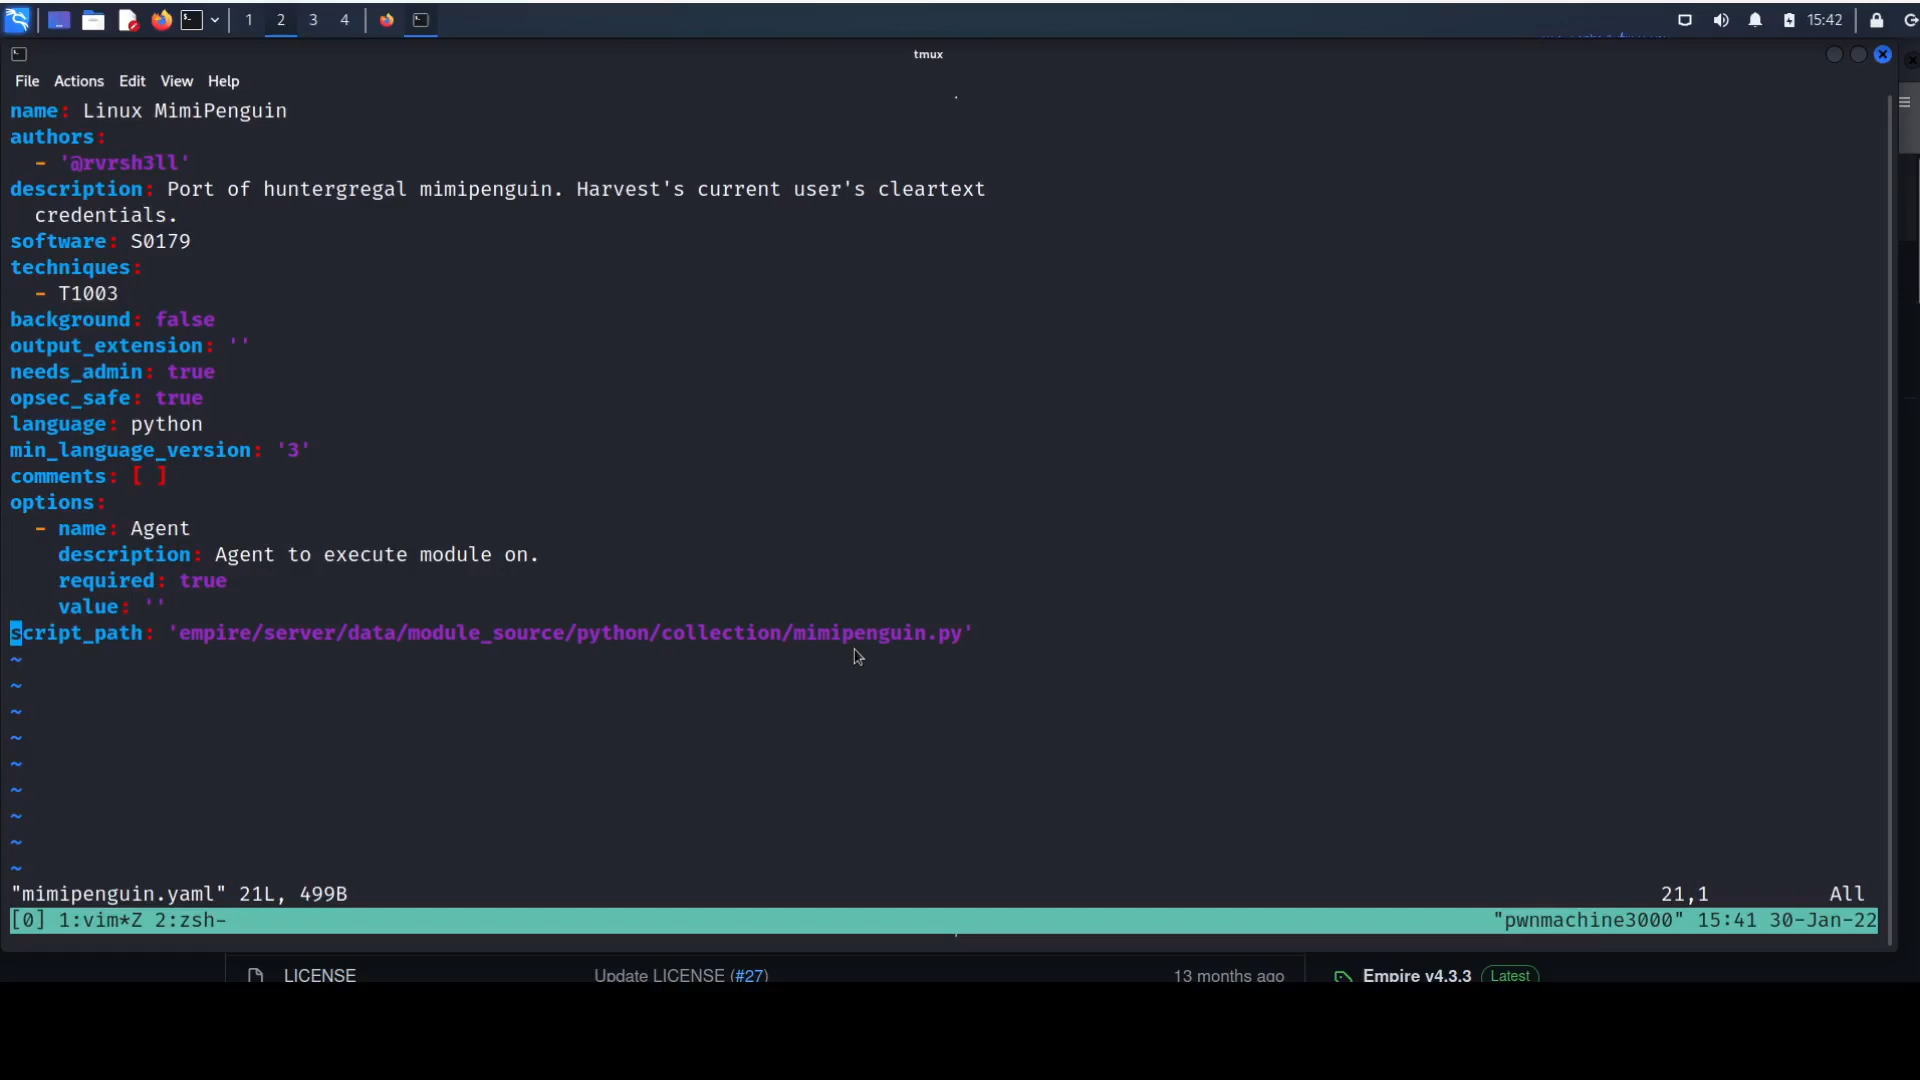 1 2 3 4 15:42
tmux
File Actions Edit View Help
name: Linux MimiPenguin
authors:
  - '@rvrsh3ll'
description: Port of huntergregal mimipenguin. Harvest's current user's cleartext
  credentials.
software: S0179
techniques:
  - T1003
background: false
output_extension: ''
needs_admin: true
opsec_safe: true
language: python
min_language_version: '3'
comments: [ ]
options:
  - name: Agent
    description: Agent to execute module on.
    required: true
    value: ''
script_path: 'empire/server/data/module_source/python/collection/mimipenguin.py'
~
~
~
~
~
~
~
~
~
"mimipenguin.yaml" 21L, 499B 21,1 All
[0] 1:vim*Z 2:zsh- "pwnmachine3000" 15:41 30-Jan-22
LICENSE Update LICENSE (#27) 13 months ago Empire v4.3.3 Latest